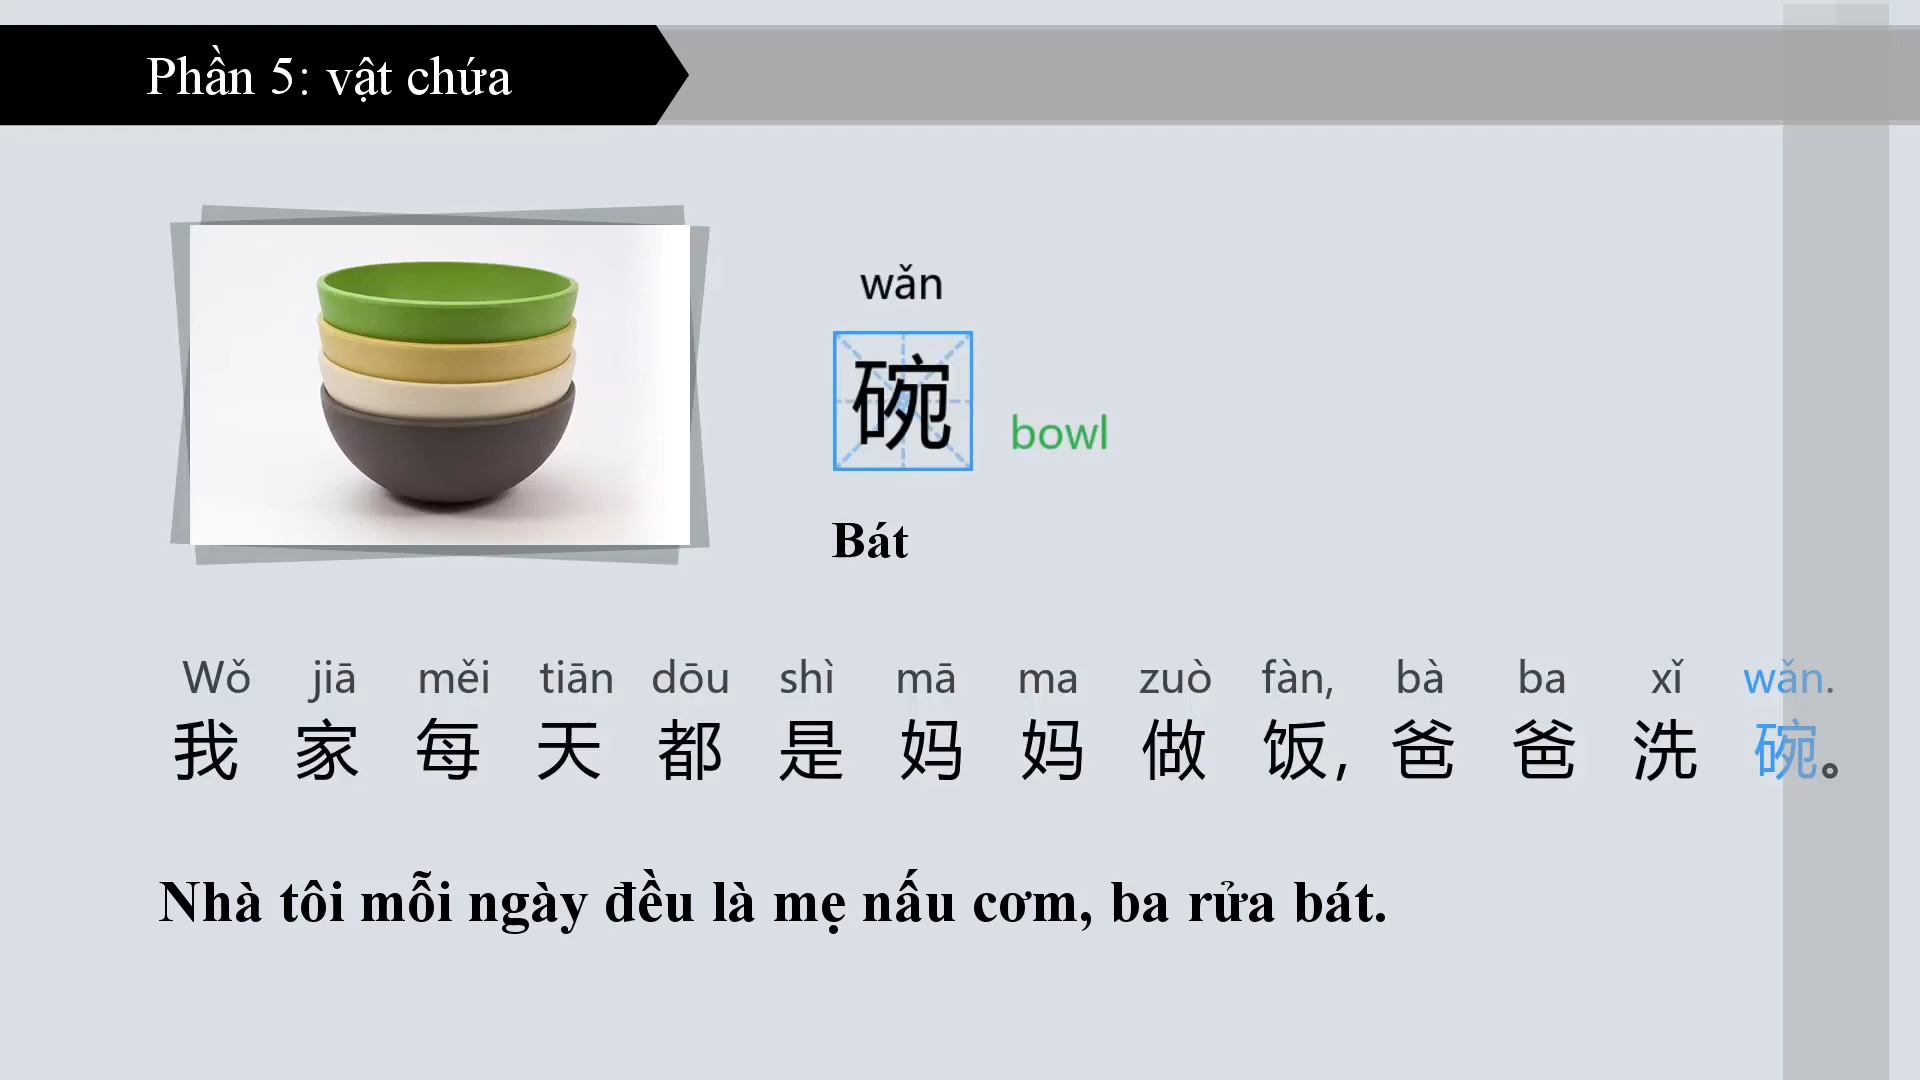 Phần 5: vật chứa
wǎn
碗
bowl
Bát
Wǒ jiā měi tiān dōu shì mā ma zuò fàn, bà ba xǐ wǎn.
我家每天都是妈妈做饭, 爸爸洗碗。
Nhà tôi mỗi ngày đều là mẹ nấu cơm, ba rửa bát.